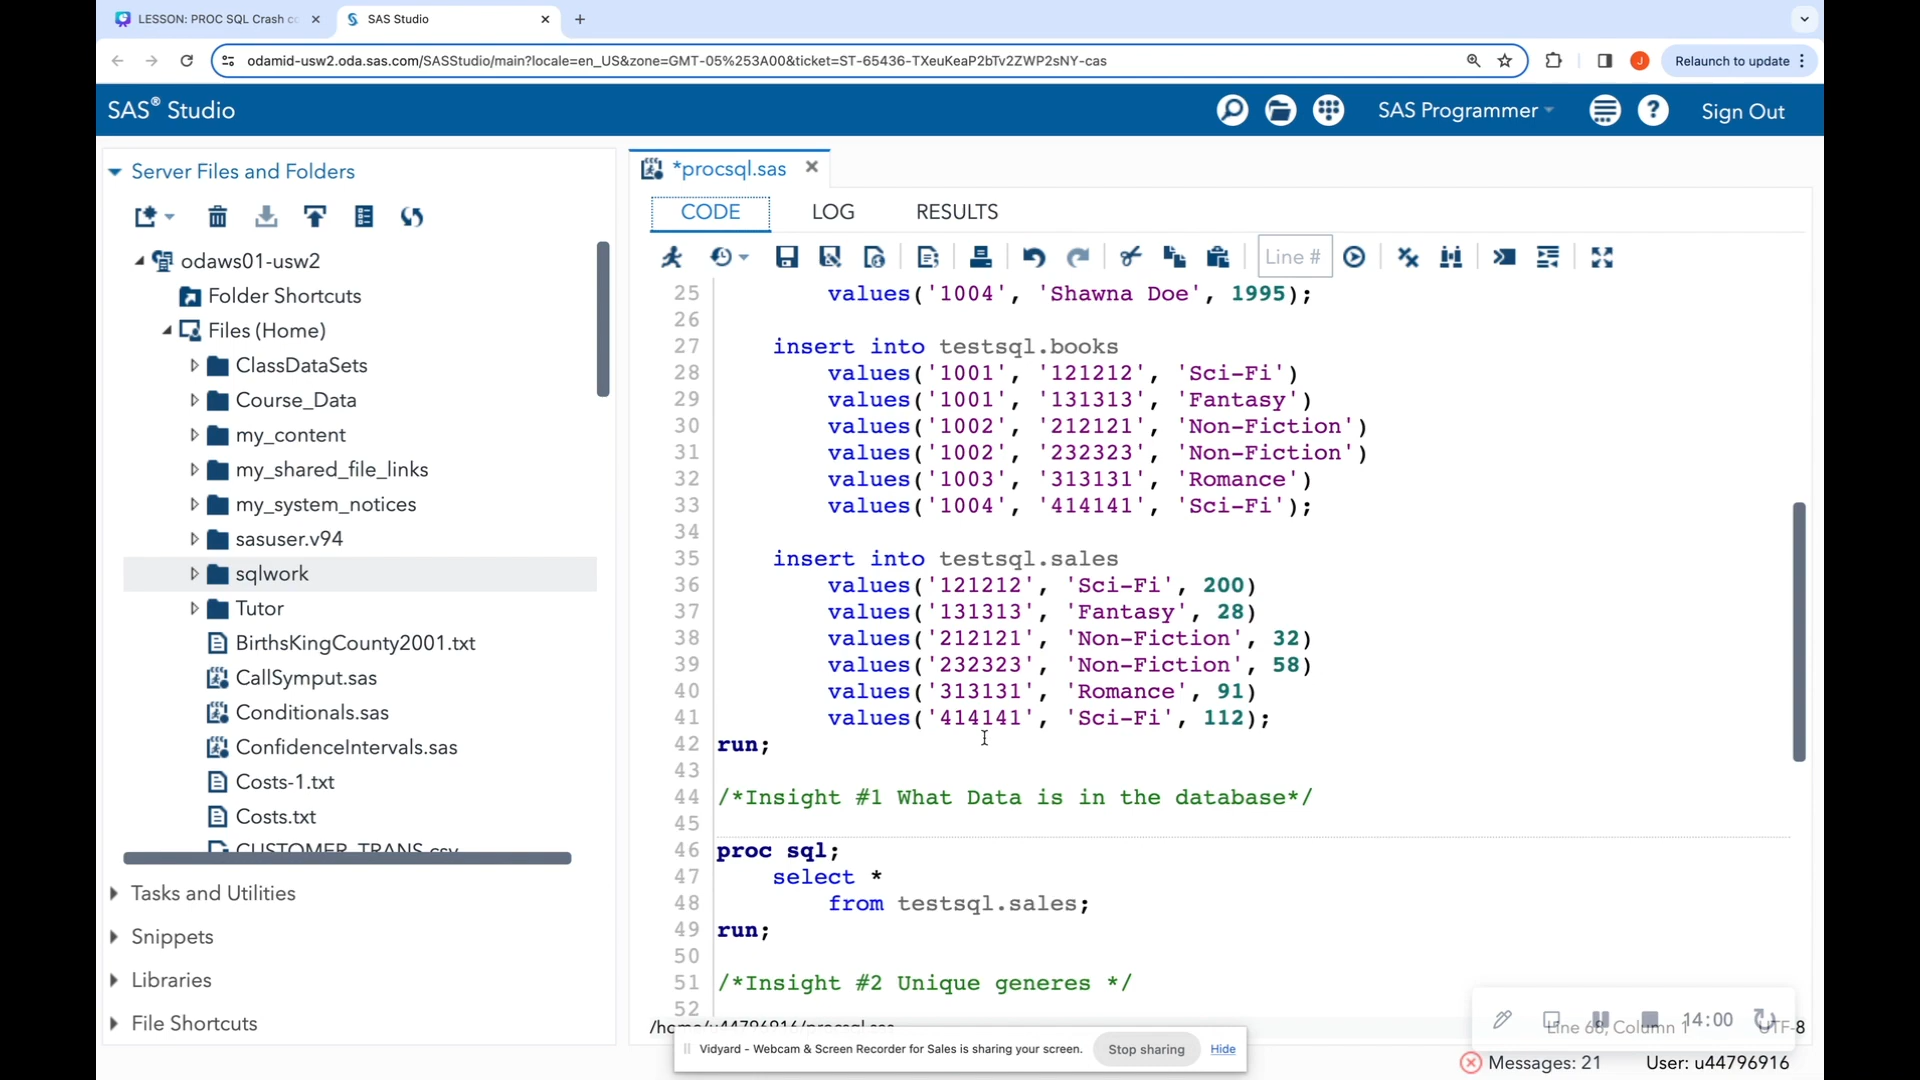 LESSON: PROC SQL Crash co
SAS Studio
odamid-usw2.oda.sas.com/SASStudio/main?locale=en_US&zone=GMT-05%253A00&ticket=ST-65436-TXeuKeaP2bTv2ZWP2sNY-cas
J
Relaunch to update
SAS® Studio
SAS Programmer
Sign Out
Server Files and Folders
*procsql.sas
CODE
LOG
RESULTS
Line #
odaws01-usw2
Folder Shortcuts
Files (Home)
ClassDataSets
Course_Data
my_content
my_shared_file_links
my_system_notices
sasuser.v94
sqlwork
Tutor
BirthsKingCounty2001.txt
CallSymput.sas
Conditionals.sas
ConfidenceIntervals.sas
Costs-1.txt
Costs.txt
CUSTOMER_TRANS.csv
Tasks and Utilities
Snippets
Libraries
File Shortcuts
25 values('1004', 'Shawna Doe', 1995);
26
27 insert into testsql.books
28 values('1001', '121212', 'Sci-Fi')
29 values('1001', '131313', 'Fantasy')
30 values('1002', '212121', 'Non-Fiction')
31 values('1002', '232323', 'Non-Fiction')
32 values('1003', '313131', 'Romance')
33 values('1004', '414141', 'Sci-Fi');
34
35 insert into testsql.sales
36 values('121212', 'Sci-Fi', 200)
37 values('131313', 'Fantasy', 28)
38 values('212121', 'Non-Fiction', 32)
39 values('232323', 'Non-Fiction', 58)
40 values('313131', 'Romance', 91)
41 values('414141', 'Sci-Fi', 112);
42 run;
43
44 /*Insight #1 What Data is in the database*/
45
46 proc sql;
47 select *
48 from testsql.sales;
49 run;
50
51 /*Insight #2 Unique generes */
52
/home/u44796916/procsql.sas
Line 68, Column 1
14:00
UTF-8
Vidyard - Webcam & Screen Recorder for Sales is sharing your screen.
Stop sharing
Hide
Messages: 21
User: u44796916